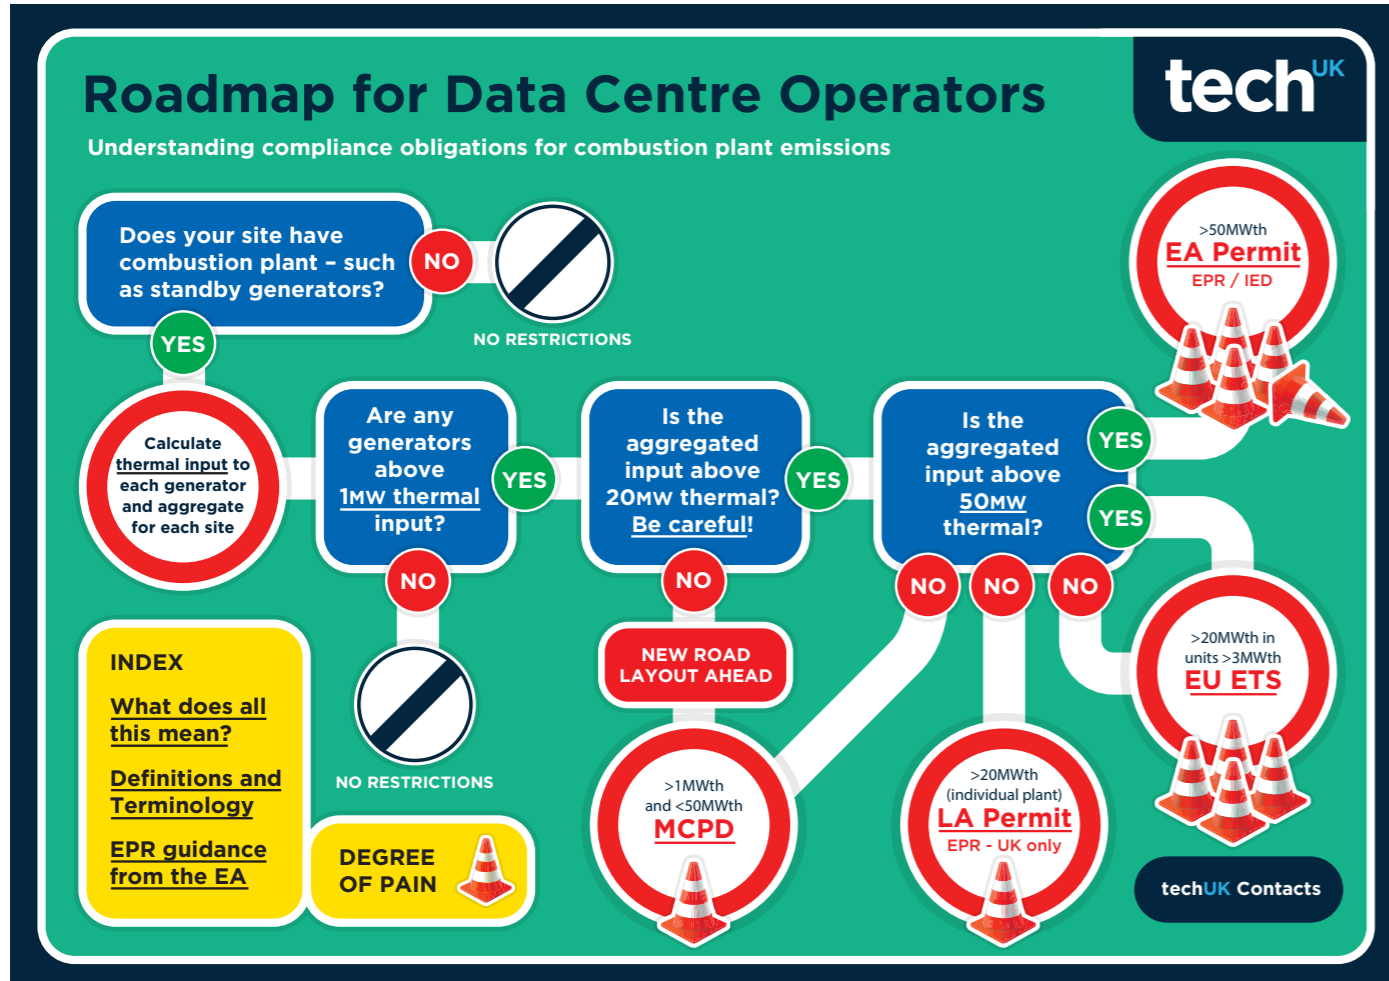 Roadmap for Data Centre Operators
techUK
Understanding compliance obligations for combustion plant emissions
Does your site have
combustion plant – such
as standby generators?
NO
NO RESTRICTIONS
YES
Calculate
thermal input to
each generator
and aggregate
for each site
Are any
generators
above
1MW thermal
input?
YES
NO
NO RESTRICTIONS
Is the
aggregated
input above
20MW thermal?
Be careful!
YES
NO
NEW ROAD
LAYOUT AHEAD
Is the
aggregated
input above
50MW
thermal?
YES
YES
NO
NO
NO
>50MWth
EA Permit
EPR / IED
>20MWth in
units >3MWth
EU ETS
>1MWth
and <50MWth
MCPD
>20MWth
(individual plant)
LA Permit
EPR - UK only
INDEX
What does all
this mean?
Definitions and
Terminology
EPR guidance
from the EA
DEGREE
OF PAIN
techUK Contacts